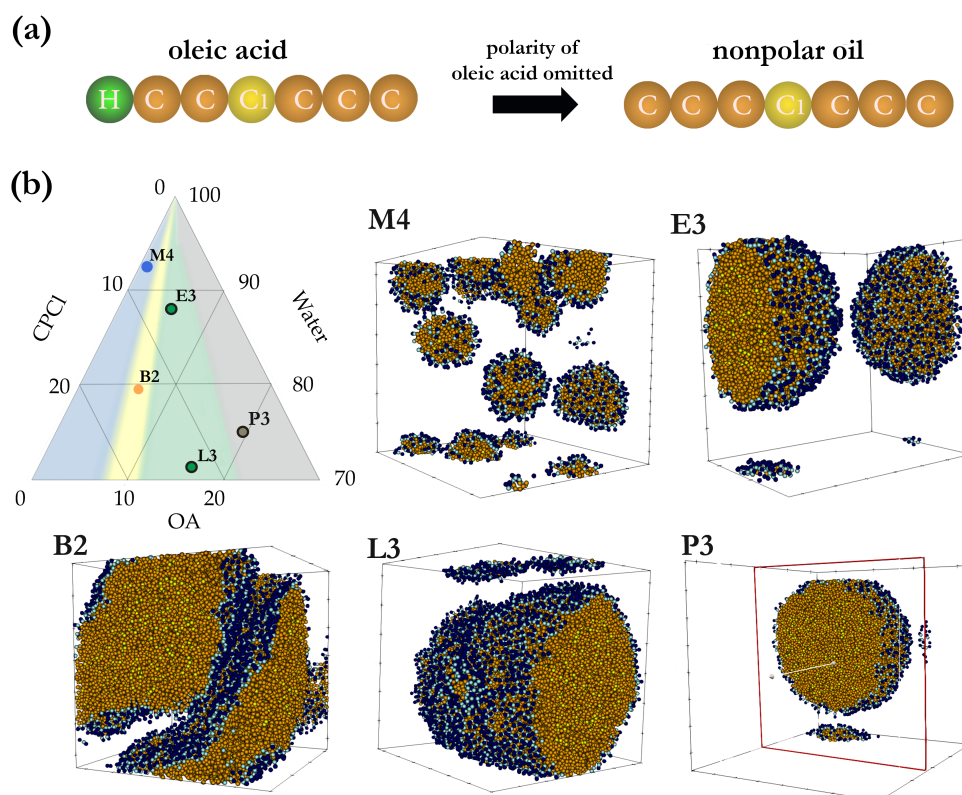 (a)
oleic acid
polarity of
oleic acid omitted
nonpolar oil
H C C C1 C C C
C C C C1 C C C
(b)
0 100
M4
10 90
E3
CPCl
Water
20 80
B2
P3
L3
0 10 20 70
OA
M4
E3
B2
L3
P3